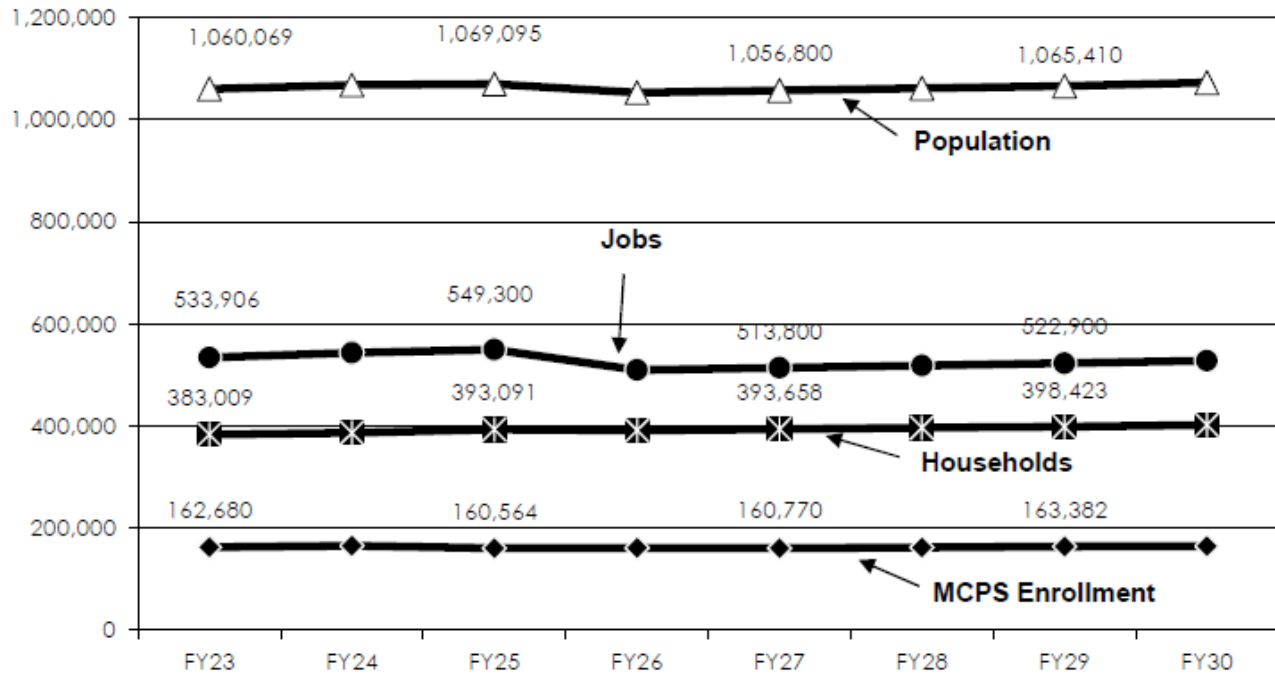 1,200,000
1,060,069 1,069,095 1,056,800 1,065,410
1,000,000
Population
800,000
Jobs
533,906 549,300 513,800 522,900
600,000
383,009 393,091 393,658 398,423
400,000
Households
162,680 160,564 160,770 163,382
200,000
MCPS Enrollment
0
FY23 FY24 FY25 FY26 FY27 FY28 FY29 FY30